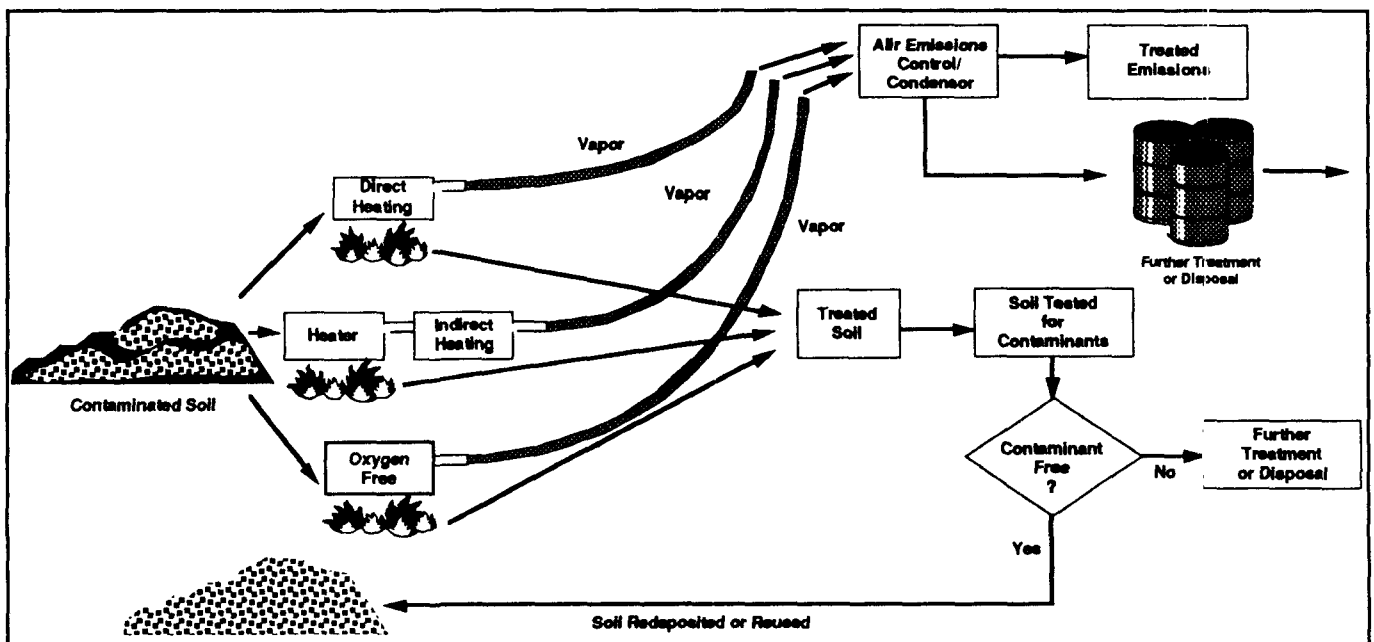 Air Emissions
Control/
Condensor
Treated
Emissions
Vapor
Direct
Heating
Vapor
Vapor
Further Treatment
or Disposal
Heater
Indirect
Heating
Treated
Soil
Soil Tested
for
Contaminants
Contaminated Soil
Oxygen
Free
Contaminant
Free
?
No
Further
Treatment
or Disposal
Yes
Soil Redeposited or Reused